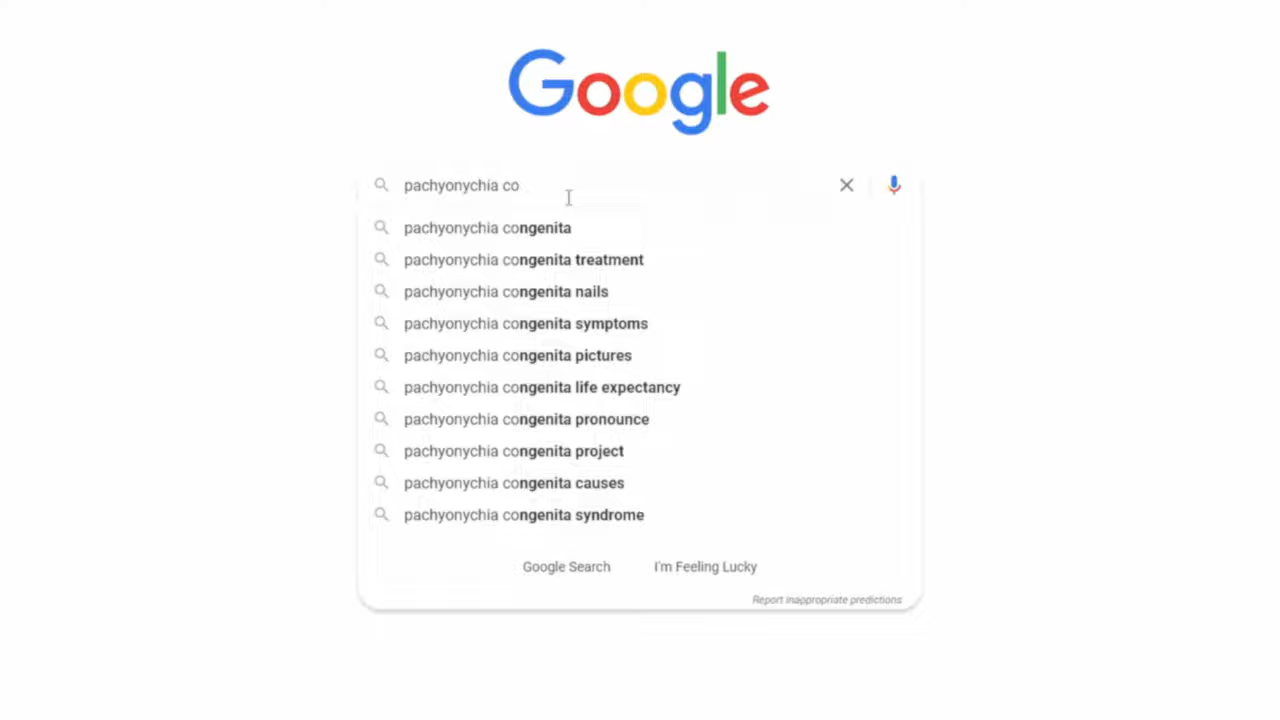 Google
pachyonychia co
pachyonychia congenita
pachyonychia congenita treatment
pachyonychia congenita nails
pachyonychia congenita symptoms
pachyonychia congenita pictures
pachyonychia congenita life expectancy
pachyonychia congenita pronounce
pachyonychia congenita project
pachyonychia congenita causes
pachyonychia congenita syndrome
Google Search I'm Feeling Lucky
Report inappropriate predictions